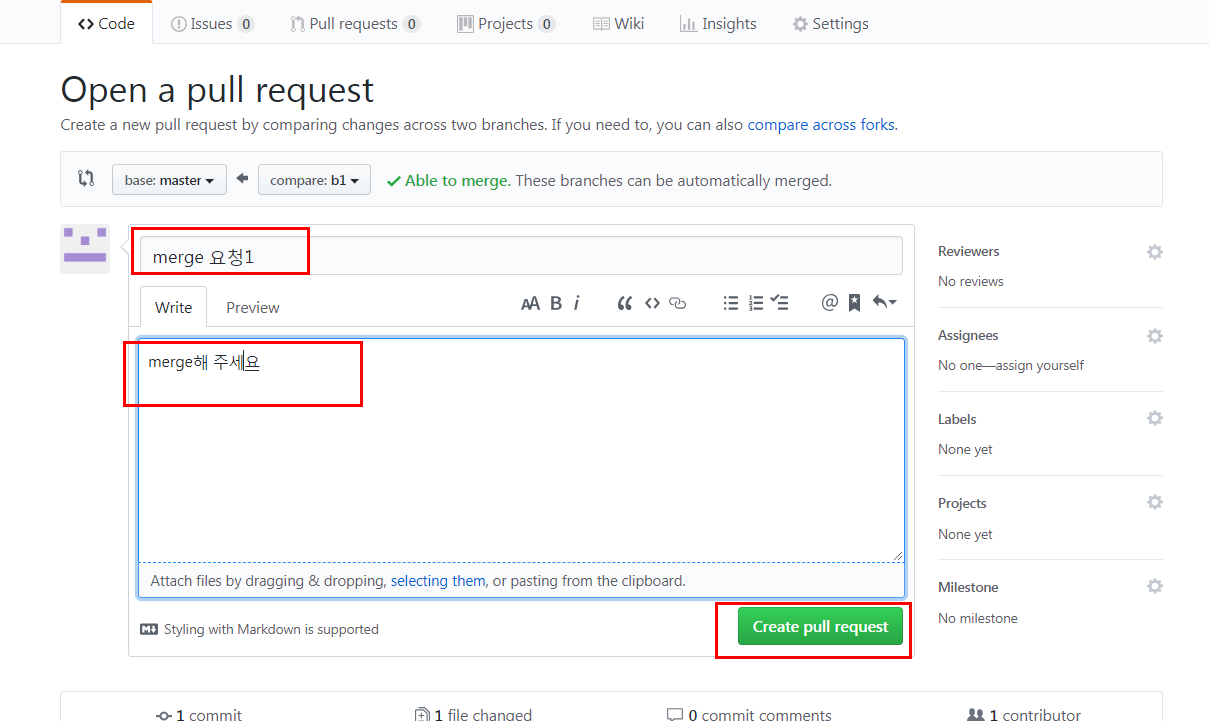 Code Issues 0 Pull requests 0 Projects 0 Wiki Insights Settings
Open a pull request
Create a new pull request by comparing changes across two branches. If you need to, you can also compare across forks.
base: master compare: b1 Able to merge. These branches can be automatically merged.
merge 요청1
Write Preview AA B i
merge해 주세요
Attach files by dragging & dropping, selecting them, or pasting from the clipboard.
Styling with Markdown is supported
Create pull request
Reviewers
No reviews
Assignees
No one—assign yourself
Labels
None yet
Projects
None yet
Milestone
No milestone
1 commit 1 file changed 0 commit comments 1 contributor